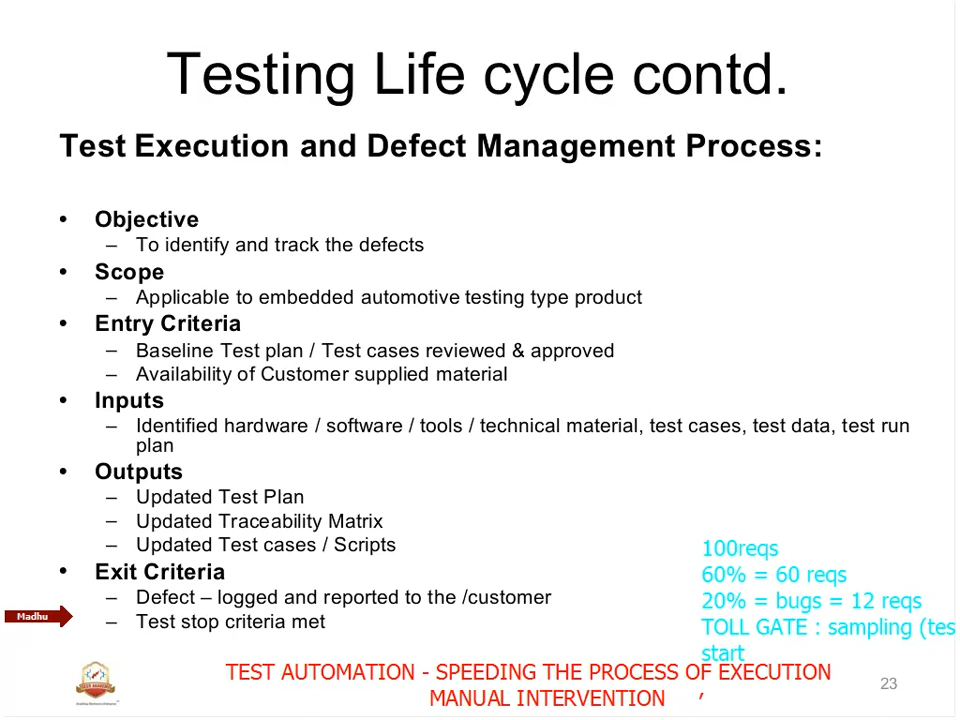 Testing Life cycle contd.
Test Execution and Defect Management Process:
• Objective
– To identify and track the defects
• Scope
– Applicable to embedded automotive testing type product
• Entry Criteria
– Baseline Test plan / Test cases reviewed & approved
– Availability of Customer supplied material
• Inputs
– Identified hardware / software / tools / technical material, test cases, test data, test run
plan
• Outputs
– Updated Test Plan
– Updated Traceability Matrix
– Updated Test cases / Scripts
• Exit Criteria
– Defect – logged and reported to the /customer
– Test stop criteria met
Madhu
100reqs
60% = 60 reqs
20% = bugs = 12 reqs
TOLL GATE : sampling (tes
start
TEST AUTOMATION - SPEEDING THE PROCESS OF EXECUTION
MANUAL INTERVENTION ,
23